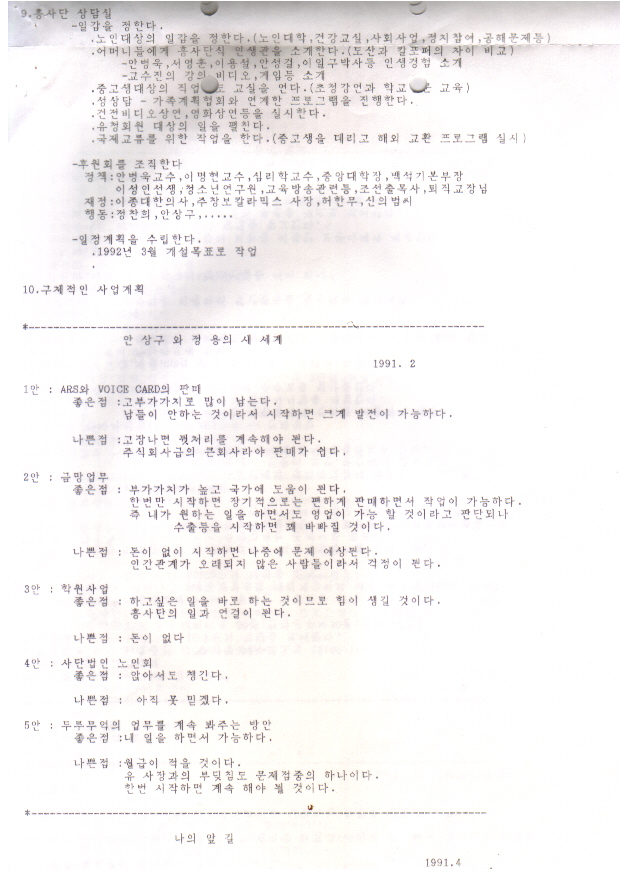 9.흥사단 상담실
-일감을 정한다.
.노인대상의 일감을 정한다.(노인대학,건강교실,사회사업,정치참여,공해문제등)
.어머니들에게 흥사단식 인생관을 소개한다.(도산과 칼포퍼의 차이 비교)
-안병욱,서영훈,이용설,안성결,이일구박사등 인생경험 소개
-교수진의 강의 비디오,게임등 소개
.중고생대상의 직업 도 교실을 연다.(초청강연과 학교 교육)
.성상담 - 가족계획협회와 연계한 프로그램을 진행한다.
.건전비디오상연,영화상연등을 실시한다.
.유청회원 대상의 일을 펼친다.
.국제교류를 위한 작업을 한다.(중고생을 데리고 해외 교환 프로그램 실시)
-후원회를 조직한다
정책:안병욱교수,이명현교수,심리학교수,중앙대학장,백석기본부장
이성인선생,청소년연구원,교육방송관련틀,조선출목사,퇴직교장님
재정:이종대한의사,주장보칼라믹스 사장,허한무,신의범씨
행동:정찬희,안상구,.....
-일정계획을 수립한다.
.1992년 3월 개설목표로 작업
.
10.구체적인 사업계획
*------------------------------------------------------------
안 상구 와 정 용의 새 세계
1991. 2
1안 : ARS와 VOICE CARD의 판매
좋은점 :고부가가치로 많이 남는다.
남들이 안하는 것이라서 시작하면 크게 발전이 가능하다.
나쁜점 :고장나면 뒷처리를 계속해야 된다.
주식회사급의 큰회사라야 판매가 쉽다.
2안 : 금망업무
좋은점 : 부가가치가 높고 국가에 도움이 된다.
한번만 시작하면 장기적으로는 편하게 판매하면서 작업이 가능하다.
즉 내가 원하는 일을 하면서도 영업이 가능 할 것이라고 판단되나
수출등을 시작하면 꽤 바빠질 것이다.
나쁜점 : 돈이 없이 시작하면 나중에 문제 예상된다.
인간관계가 오래되지 않은 사람들이라서 걱정이 된다.
3안 : 학원사업
좋은점 : 하고싶은 일을 바로 하는 것이므로 힘이 생길 것이다.
흥사단의 일과 연결이 된다.
나쁜점 : 돈이 없다
4안 : 사단법인 노인회
좋은점 : 앉아서도 챙긴다.
나쁜점 : 아직 못 믿겠다.
5안 : 두루무역의 업무를 계속 봐주는 방안
좋은점 :내 일을 하면서 가능하다.
나쁜점 :월급이 적을 것이다.
유 사장과의 부딪침도 문제점중의 하나이다.
한번 시작하면 계속 해야 될 것이다.
*------------------------------------------------------------
나의 앞 길
1991.4